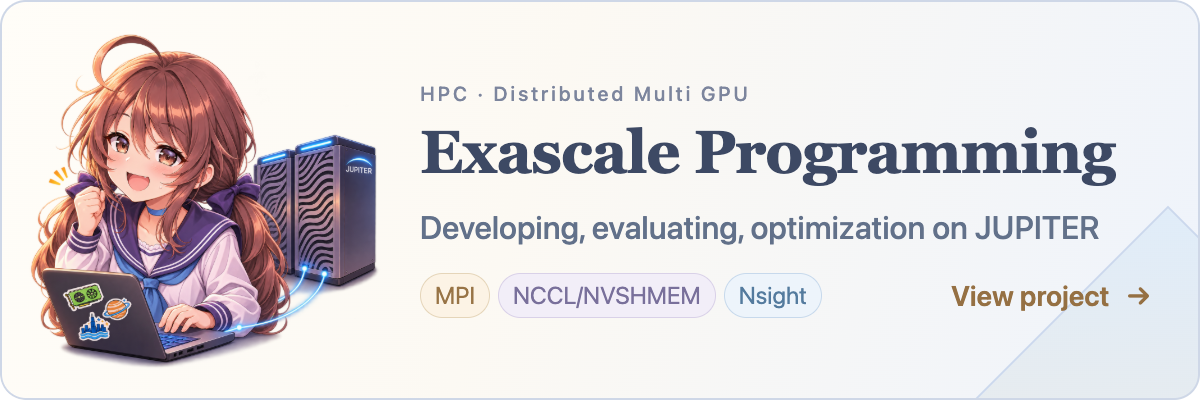 HPC · Distributed Multi GPU
Exascale Programming
Developing, evaluating, optimization on JUPITER
MPI
NCCL/NVSHMEM
Nsight
View project →
JUPITER